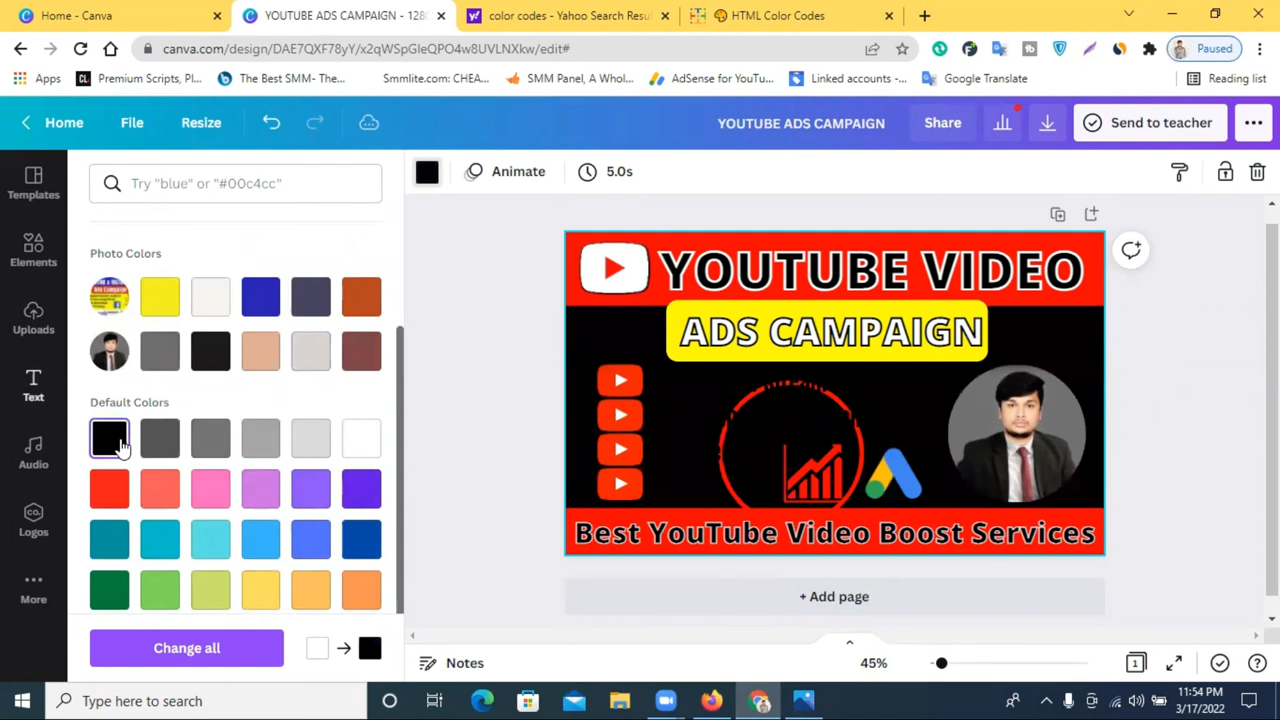 Home - Canva
YOUTUBE ADS CAMPAIGN - 128
color codes - Yahoo Search Resu
HTML Color Codes
canva.com/design/DAE7QXF78yY/x2qWSpGleQPO4w8UVLNXow/edit#
Paused
Apps
Premium Scripts, Pl...
The Best SMM- The...
Smmlite.com: CHEA...
SMM Panel, A Whol...
AdSense for YouTu...
Linked accounts -...
Google Translate
Reading list
Home
File
Resize
YOUTUBE ADS CAMPAIGN
Share
Send to teacher
Templates
Elements
Uploads
Text
Audio
CO.
Logos
More
Try "blue" or "#00c4cc"
Photo Colors
Default Colors
Change all
Animate
5.0s
YOUTUBE VIDEO
ADS CAMPAIGN
Best YouTube Video Boost Services
+ Add page
Notes
45%
1
Type here to search
11:54 PM
3/17/2022